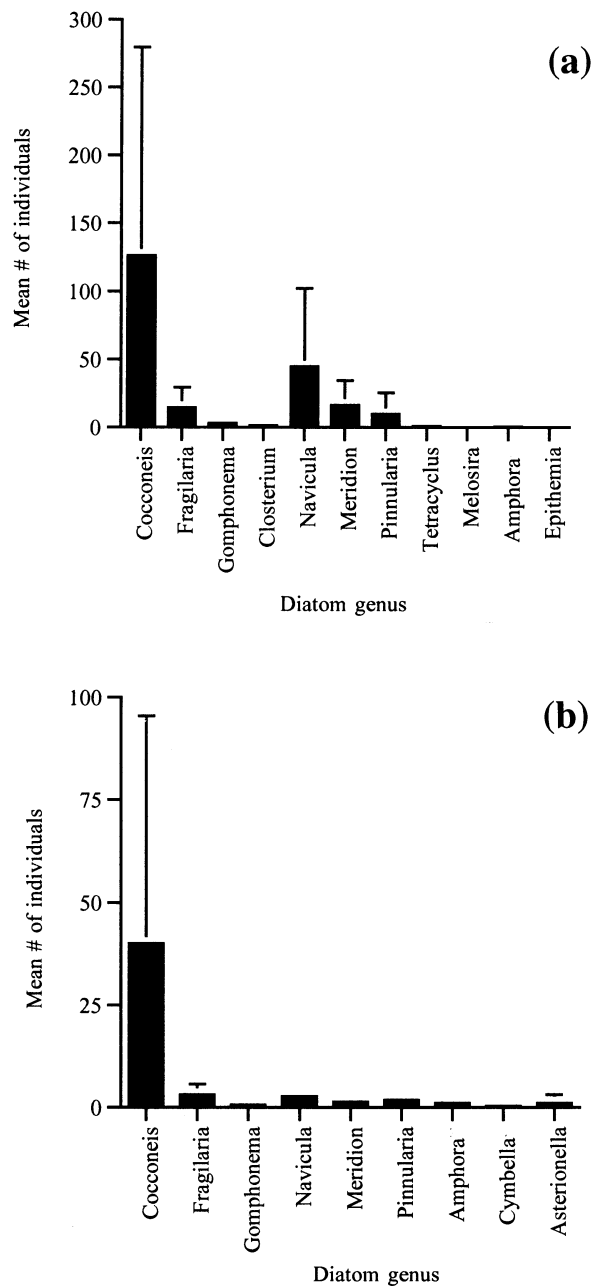 (a)
Mean # of individuals
300
250
200
150
100
50
0
Cocconeis
Fragilaria
Gomphonema
Closterium
Navicula
Meridion
Pinnularia
Tetracyclus
Melosira
Amphora
Epithemia
Diatom genus
(b)
Mean # of individuals
100
75
50
25
0
Cocconeis
Fragilaria
Gomphonema
Navicula
Meridion
Pinnularia
Amphora
Cymbella
Asterionella
Diatom genus